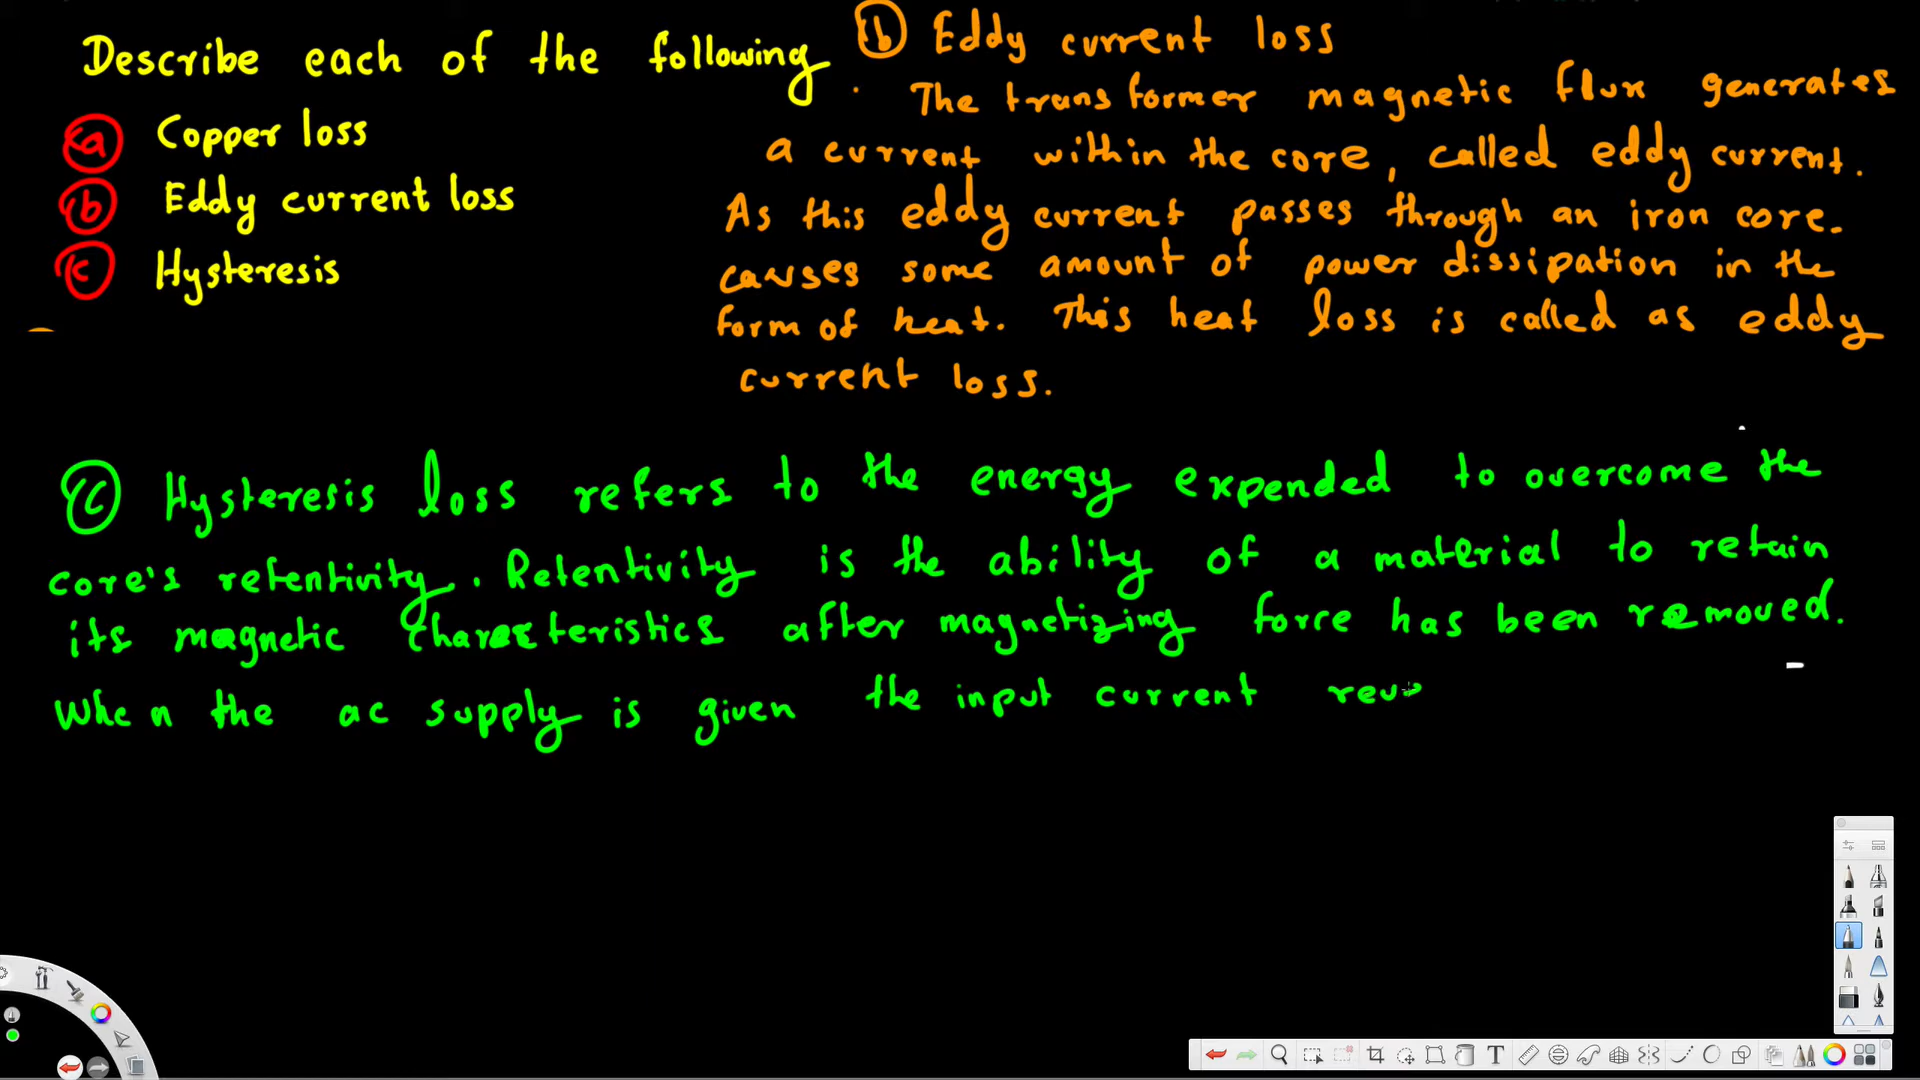 Describe each of the following
a Copper loss
b Eddy current loss
c Hysteresis
b Eddy current loss
The transformer magnetic flux generates
a current within the core, called eddy current.
As this eddy current passes through an iron core.
causes some amount of power dissipation in the
form of heat. This heat loss is called as eddy
current loss.
c Hysteresis loss refers to the energy expended to overcome the
core's retentivity. Retentivity is the ability of a material to retain
its magnetic characteristics after magnetizing force has been removed.
When the ac supply is given the input current